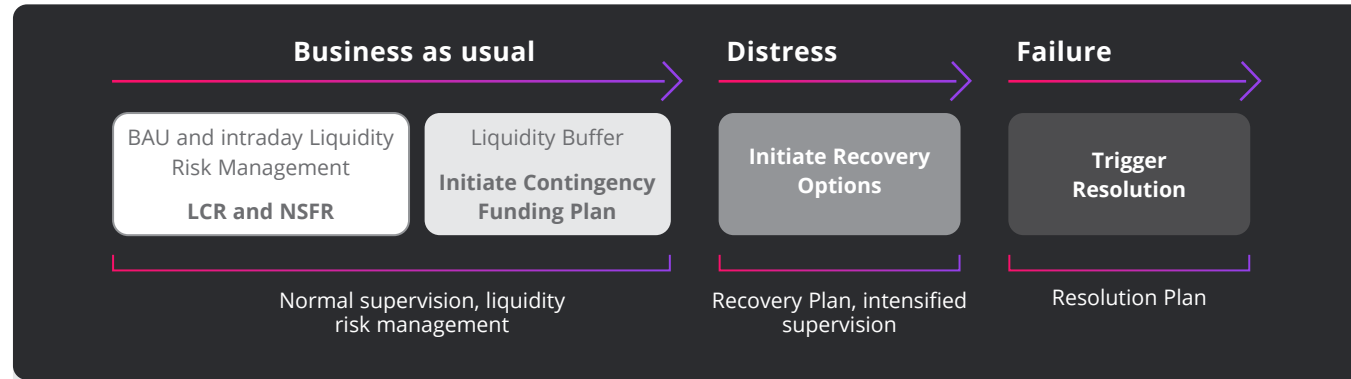 Business as usual
Distress
Failure
BAU and intraday Liquidity
Risk Management
LCR and NSFR
Liquidity Buffer
Initiate Contingency
Funding Plan
Initiate Recovery
Options
Trigger
Resolution
Normal supervision, liquidity
risk management
Recovery Plan, intensified
supervision
Resolution Plan